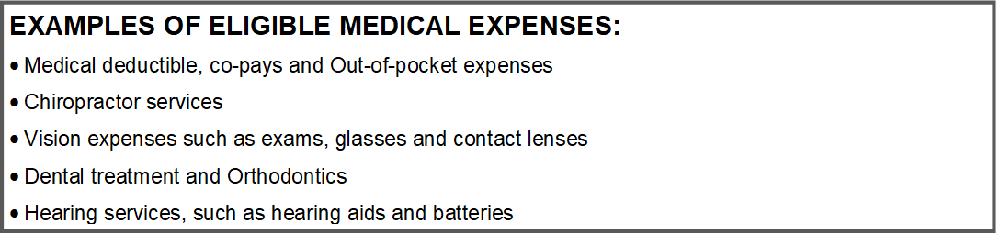 EXAMPLES OF ELIGIBLE MEDICAL EXPENSES:
• Medical deductible, co-pays and Out-of-pocket expenses
• Chiropractor services
• Vision expenses such as exams, glasses and contact lenses
• Dental treatment and Orthodontics
• Hearing services, such as hearing aids and batteries